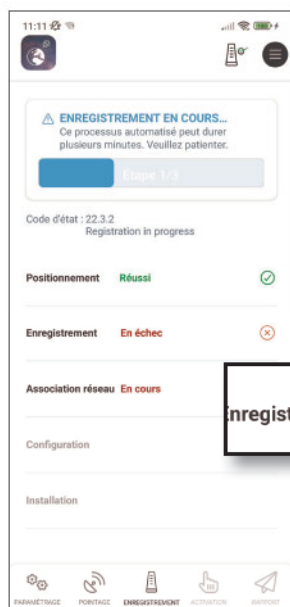 11:11
ENREGISTREMENT EN COURS...
Ce processus automatisé peut durer
plusieurs minutes. Veuillez patienter.
Étape 1/3
Code d'état : 22.3.2
Registration in progress
Positionnement Réussi
Enregistrement En échec
Association réseau En cours
Enregist
Configuration
Installation
PARAMÉTRAGE POINTAGE ENREGISTREMENT ACTIVATION RAPPORT